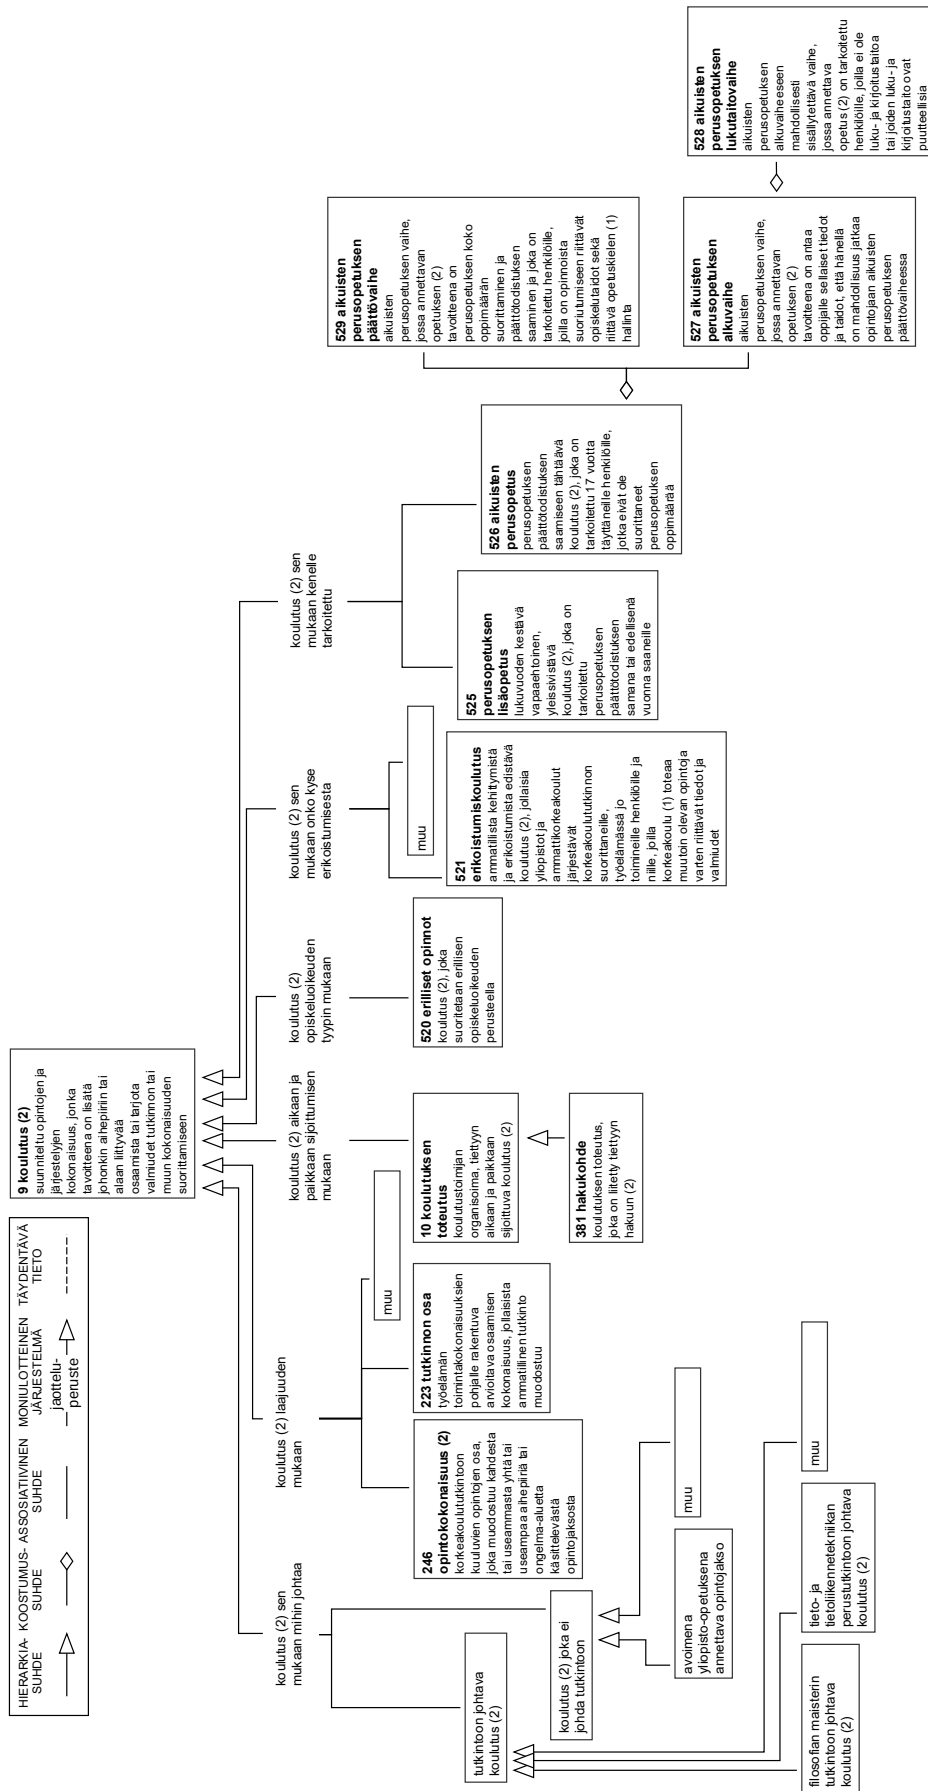 HIERARKIA-
SUHDE
KOOSTUMUS-
SUHDE
ASSOSIATIIVINEN
SUHDE
MONIULOTTEINEN
JÄRJESTELMÄ
jaottelu-
peruste
TÄYDENTÄVÄ
TIETO
9 koulutus (2)
suunniteltu opintojen ja
järjestelyjen
kokonaisuus, jonka
tavoitteena on lisätä
johonkin aihepiiriin tai
alaan liittyvää
osaamista tai tarjota
valmiudet tutkinnon tai
muun kokonaisuuden
suorittamiseen
koulutus (2) sen
mukaan mihin johtaa
koulutus (2) laajuuden
mukaan
koulutus (2) aikaan ja
paikkaan sijoittumisen
mukaan
koulutus (2)
opiskeluoikeuden
tyypin mukaan
koulutus (2) sen
mukaan onko kyse
erikoistumisesta
koulutus (2) sen
mukaan kenelle
tarkoitettu
tutkintoon johtava
koulutus (2)
koulutus (2) joka ei
johda tutkintoon
filosofian maisterin
tutkintoon johtava
koulutus (2)
tieto- ja
tietoliikennetekniikan
perustutkintoon johtava
koulutus (2)
muu
avoimena
yliopisto-opetuksena
annettava opintojakso
muu
246
opintokokonaisuus (2)
korkeakoulututkintoon
kuuluvien opintojen osa,
joka muodostuu kahdesta
tai useammasta yhtä tai
useampaa aihepiiriä tai
ongelma-aluetta
käsittelevästä
opintojaksosta
223 tutkinnon osa
työelämän
toimintakokonaisuuksien
pohjalle rakentuva
arvioitava osaamisen
kokonaisuus, jollaisista
ammatillinen tutkinto
muodostuu
muu
10 koulutuksen
toteutus
koulutustoimijan
organisoima, tiettyyn
aikaan ja paikkaan
sijoittuva koulutus (2)
381 hakukohde
koulutuksen toteutus,
joka on liitetty tiettyyn
hakuun (2)
520 erilliset opinnot
koulutus (2), joka
suoritetaan erillisen
opiskeluoikeuden
perusteella
521
erikoistumiskoulutus
ammatillista kehittymistä
ja erikoistumista edistävä
koulutus (2), jollaisia
yliopistot ja
ammattikorkeakoulut
järjestävät
korkeakoulututkinnon
suorittaneille,
työelämässä jo
toimineille henkilöille ja
niille, joilla
korkeakoulu (1) toteaa
muutoin olevan opintoja
varten riittävät tiedot ja
valmiudet
muu
525
perusopetuksen
lisäopetus
lukuvuoden kestävä
vapaaehtoinen,
yleissivistävä
koulutus (2), joka on
tarkoitettu
perusopetuksen
päättötodistuksen
samana tai edellisenä
vuonna saaneille
526 aikuisten
perusopetus
perusopetuksen
päättötodistuksen
saamiseen tähtäävä
koulutus (2), joka on
tarkoitettu 17 vuotta
täyttäneille henkilöille,
jotka eivät ole
suorittaneet
perusopetuksen
oppimäärää
529 aikuisten
perusopetuksen
päättövaihe
aikuisten
perusopetuksen vaihe,
jossa annettavan
opetuksen (2)
tavoitteena on
perusopetuksen koko
oppimäärän
suorittaminen ja
päättötodistuksen
saaminen ja joka on
tarkoitettu henkilöille,
joilla on opinnoista
suoriutumiseen riittävät
opiskelutaidot sekä
riittävä opetuskielen (1)
hallinta
527 aikuisten
perusopetuksen
alkuvaihe
aikuisten
perusopetuksen vaihe,
jossa annettavan
opetuksen (2)
tavoitteena on antaa
oppijalle sellaiset tiedot
ja taidot, että hänellä
on mahdollisuus jatkaa
opintojaan aikuisten
perusopetuksen
päättövaiheessa
528 aikuisten
perusopetuksen
lukutaitovaihe
aikuisten
perusopetuksen
alkuvaiheeseen
mahdollisesti
sisällytettävä vaihe,
jossa annettava
opetus (2) on tarkoitettu
henkilöille, joilla ei ole
luku- ja kirjoitustaitoa
tai joiden luku- ja
kirjoitustaito ovat
puutteellisia